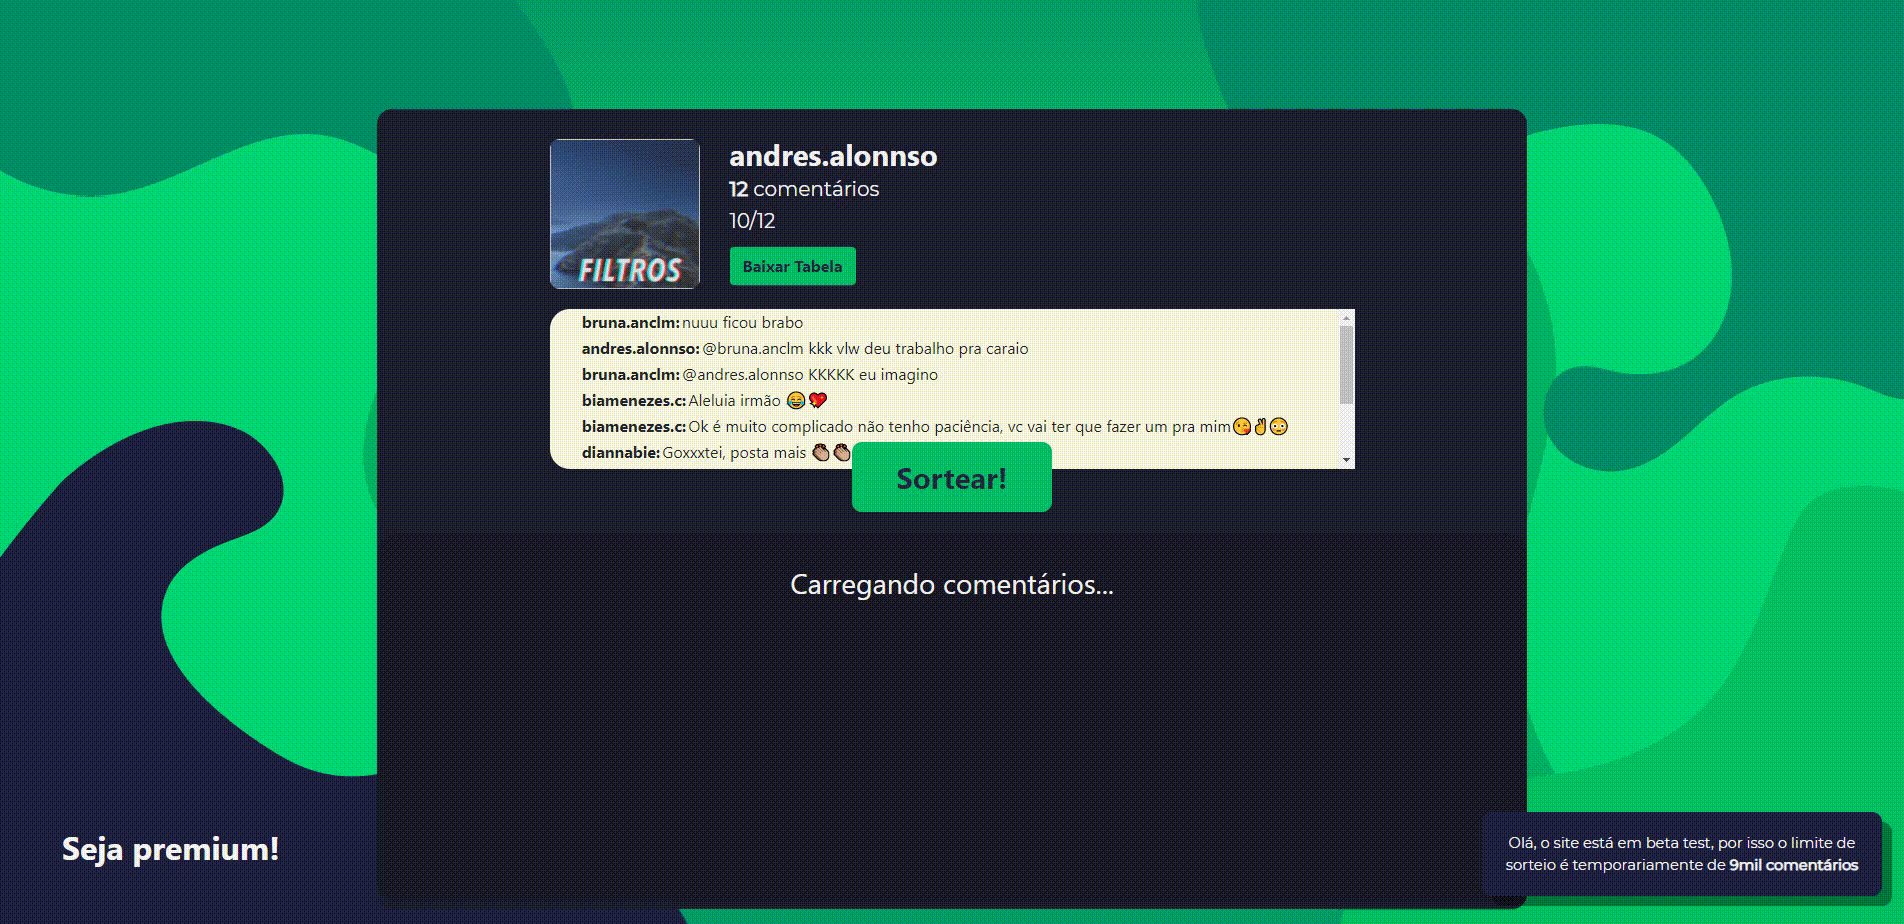 FILTROS
andres.alonnso
12 comentários
10/12
Baixar Tabela
bruna.anclm: nuuu ficou brabo
andres.alonnso: @bruna.anclm kkk vlw deu trabalho pra caraio
bruna.anclm: @andres.alonnso KKKKK eu imagino
biamenezes.c: Aleluia irmão 😂💖
biamenezes.c: Ok é muito complicado não tenho paciência, vc vai ter que fazer um pra mim😘✌😳
diannabie: Goxxxtei, posta mais 👏👏
Sortear!
Carregando comentários...
Seja premium!
Olá, o site está em beta test, por isso o limite de
sorteio é temporariamente de 9mil comentários